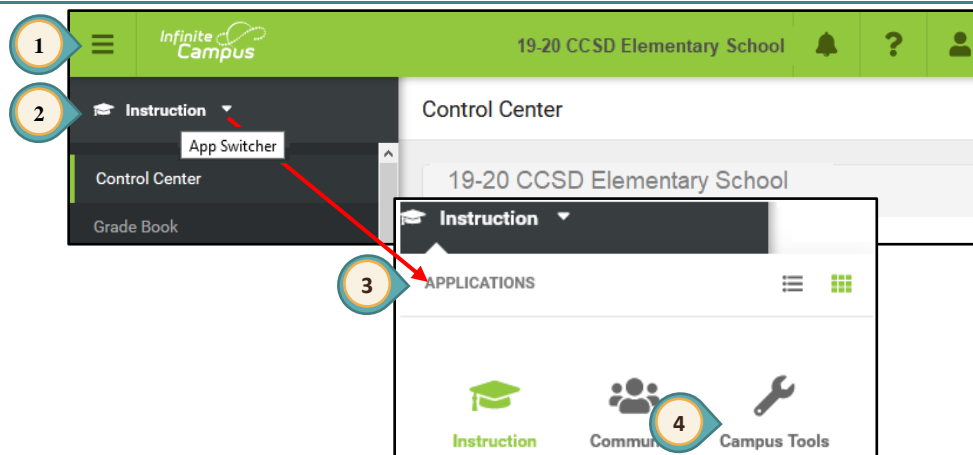 1
Infinite
Campus
19-20 CCSD Elementary School
?
2
Instruction
Control Center
App Switcher
Control Center
19-20 CCSD Elementary School
Grade Book
Instruction
3
APPLICATIONS
4
Instruction
Commun
Campus Tools